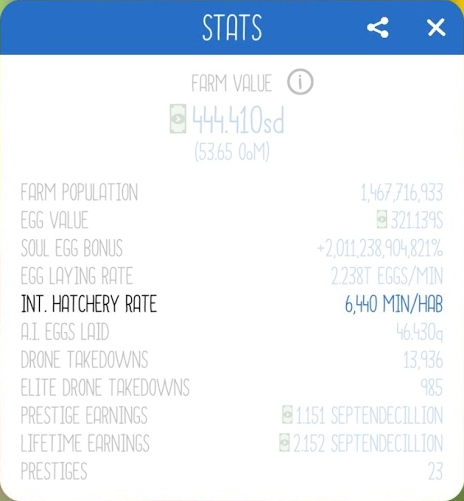 STATS
FARM VALUE
444.410sd
(53.65 OoM)
FARM POPULATION 1,467,716,933
EGG VALUE 321.139S
SOUL EGG BONUS +2,011,238,904,821%
EGG LAYING RATE 2.238T EGGS/MIN
INT. HATCHERY RATE 6,440 MIN/HAB
A.I. EGGS LAID 46.430q
DRONE TAKEDOWNS 13,936
ELITE DRONE TAKEDOWNS 985
PRESTIGE EARNINGS 1.151 SEPTENDECILLION
LIFETIME EARNINGS 2.152 SEPTENDECILLION
PRESTIGES 23